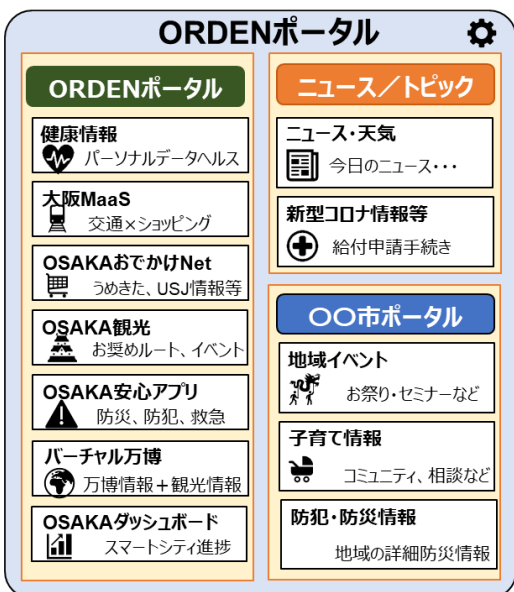 ORDENポータル
ORDENポータル
健康情報
パーソナルデータヘルス
大阪MaaS
交通×ショッピング
OSAKAおでかけNet
うめきた、USJ情報等
OSAKA観光
お奨めルート、イベント
OSAKA安心アプリ
防災、防犯、救急
バーチャル万博
万博情報+観光情報
OSAKAダッシュボード
スマートシティ進捗
ニュース/トピック
ニュース・天気
今日のニュース・・・
新型コロナ情報等
給付申請手続き
〇〇市ポータル
地域イベント
お祭り・セミナーなど
子育て情報
コミュニティ、相談など
防犯・防災情報
地域の詳細防災情報